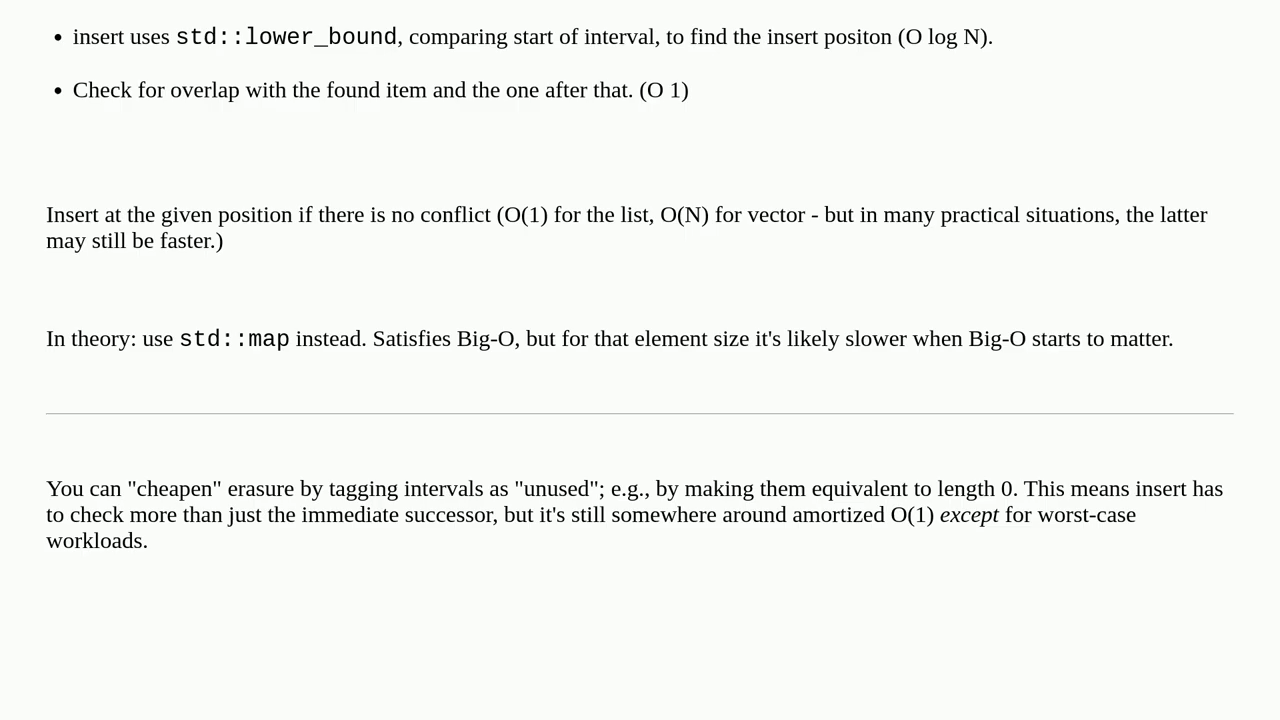 insert uses std::lower_bound, comparing start of interval, to find the insert positon (O log N).
Check for overlap with the found item and the one after that. (O 1)
Insert at the given position if there is no conflict (O(1) for the list, O(N) for vector - but in many practical situations, the latter
may still be faster.)
In theory: use std::map instead. Satisfies Big-O, but for that element size it's likely slower when Big-O starts to matter.
You can "cheapen" erasure by tagging intervals as "unused"; e.g., by making them equivalent to length 0. This means insert has
to check more than just the immediate successor, but it's still somewhere around amortized O(1) except for worst-case
workloads.